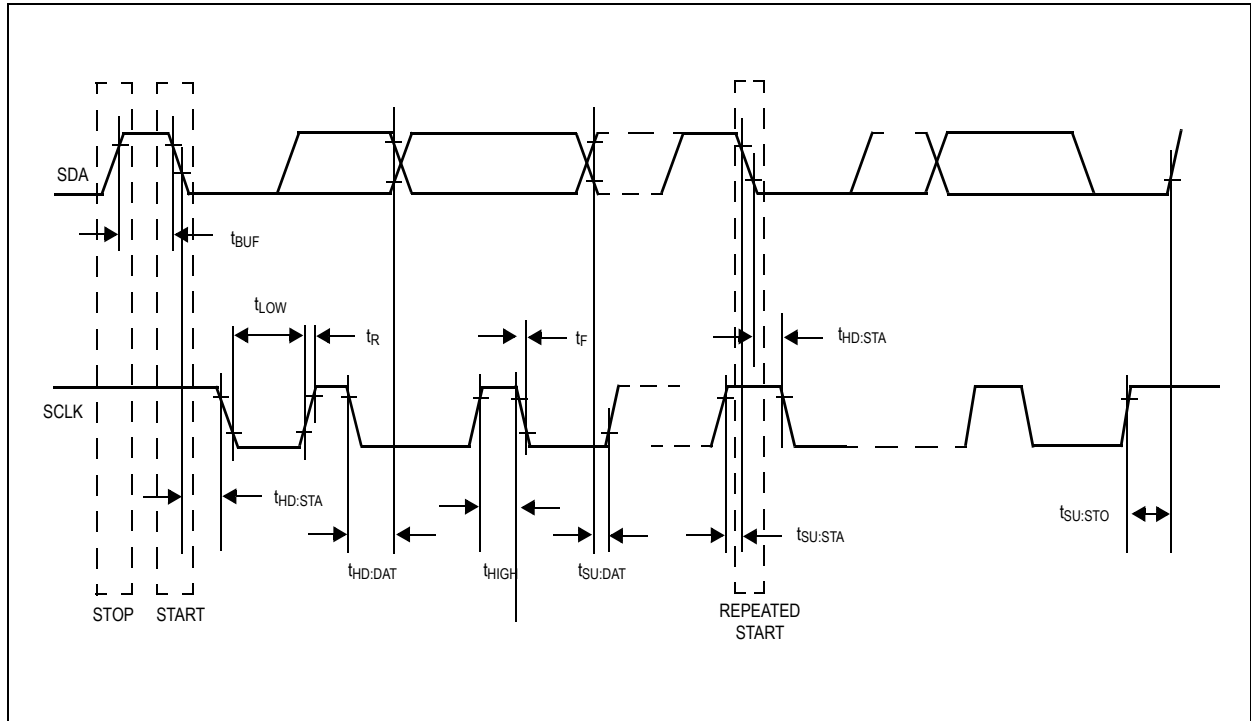 SDA
tBUF
tLOW
tR
tF
tHD:STA
SCLK
tHD:STA
tHD:DAT
tHIGH
tSU:DAT
tSU:STA
tSU:STO
STOP
START
REPEATED
START